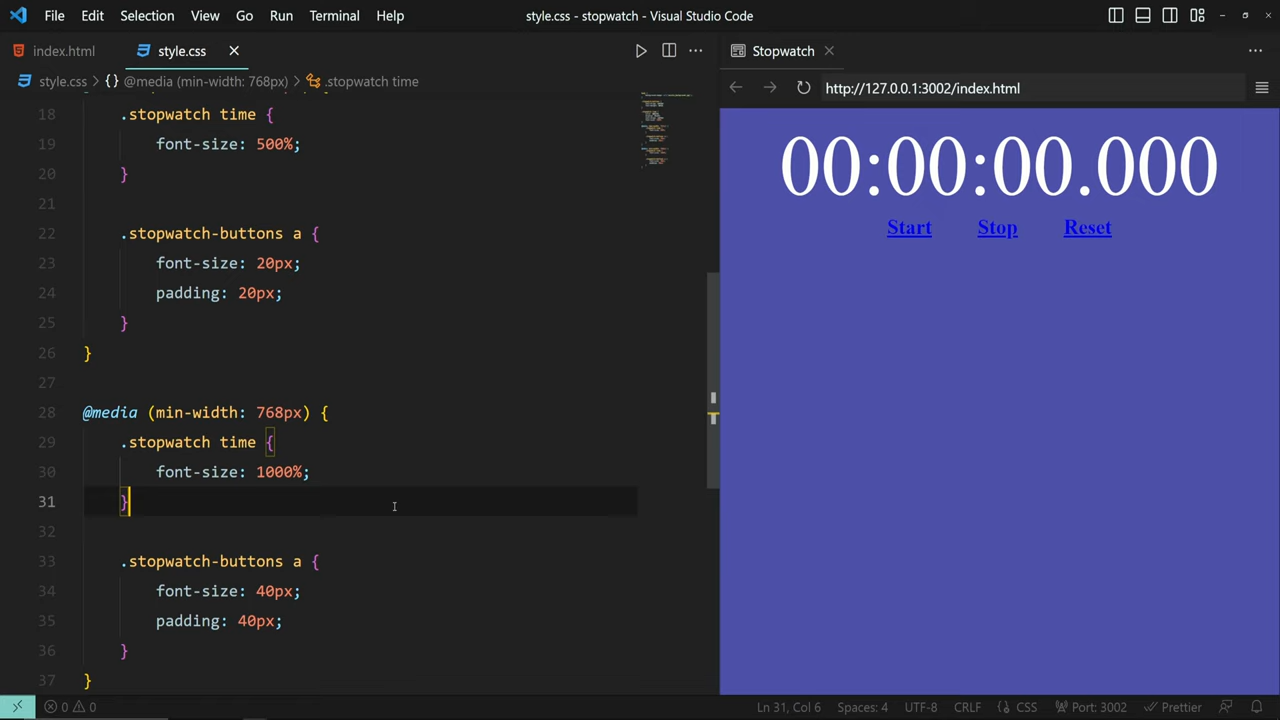 File Edit Selection View Go Run Terminal Help
style.css - stopwatch - Visual Studio Code
index.html
style.css
style.css > {} @media (min-width: 768px) > .stopwatch time
18 .stopwatch time {
19 font-size: 500%;
20 }
21
22 .stopwatch-buttons a {
23 font-size: 20px;
24 padding: 20px;
25 }
26 }
27
28 @media (min-width: 768px) {
29 .stopwatch time {
30 font-size: 1000%;
31 }
32
33 .stopwatch-buttons a {
34 font-size: 40px;
35 padding: 40px;
36 }
37 }
Stopwatch
http://127.0.0.1:3002/index.html
00:00:00.000
Start Stop Reset
0 0
Ln 31, Col 6 Spaces: 4 UTF-8 CRLF {} CSS Port: 3002 Prettier